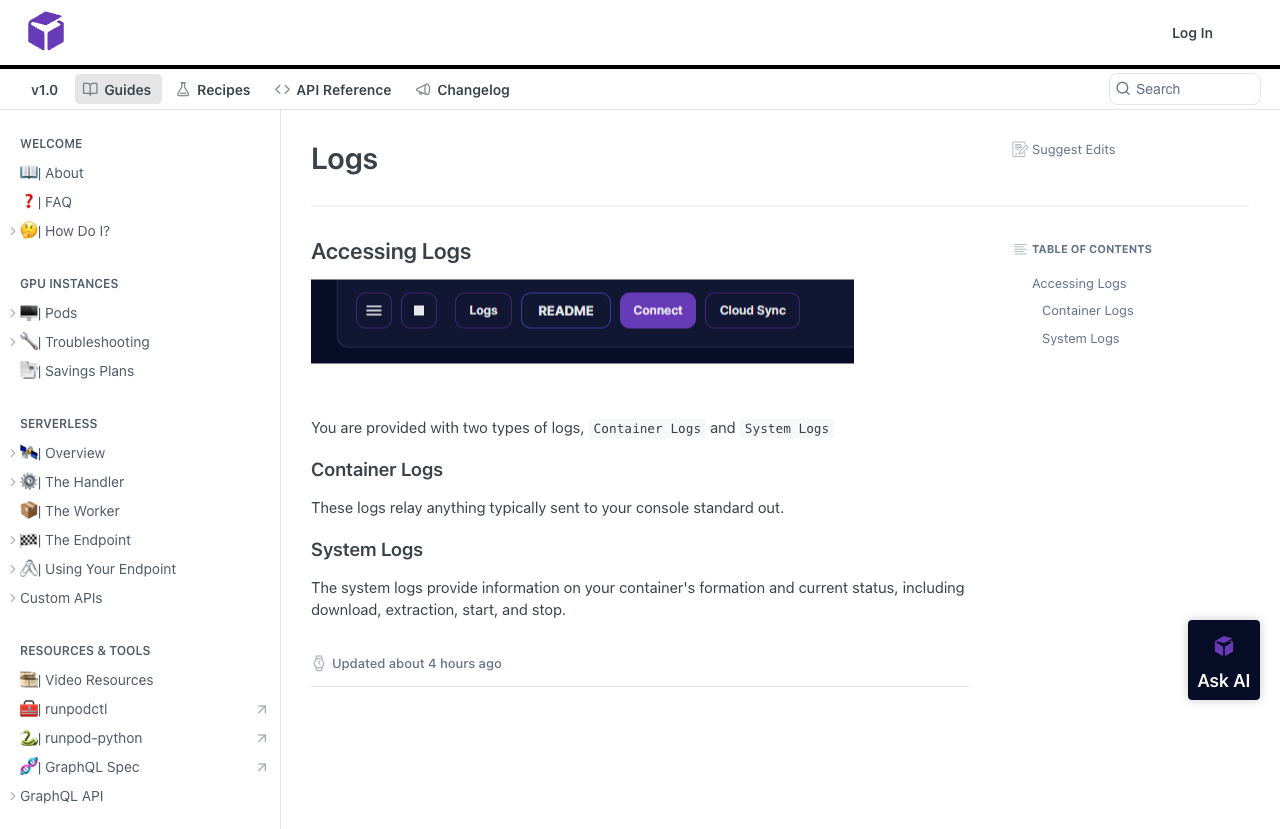 Log In
v1.0
Guides
Recipes
API Reference
Changelog
Search
WELCOME
📖| About
❓| FAQ
🤔| How Do I?
GPU INSTANCES
🖥️| Pods
🔧| Troubleshooting
📑| Savings Plans
SERVERLESS
🛰️| Overview
⚙️| The Handler
📦| The Worker
🏁| The Endpoint
🖇️| Using Your Endpoint
Custom APIs
RESOURCES & TOOLS
| Video Resources
🧰| runpodctl
🐍| runpod-python
🧬| GraphQL Spec
GraphQL API
Logs
Accessing Logs
Logs
README
Connect
Cloud Sync
You are provided with two types of logs, Container Logs and System Logs
Container Logs
These logs relay anything typically sent to your console standard out.
System Logs
The system logs provide information on your container's formation and current status, including
download, extraction, start, and stop.
Updated about 4 hours ago
Suggest Edits
TABLE OF CONTENTS
Accessing Logs
Container Logs
System Logs
Ask AI